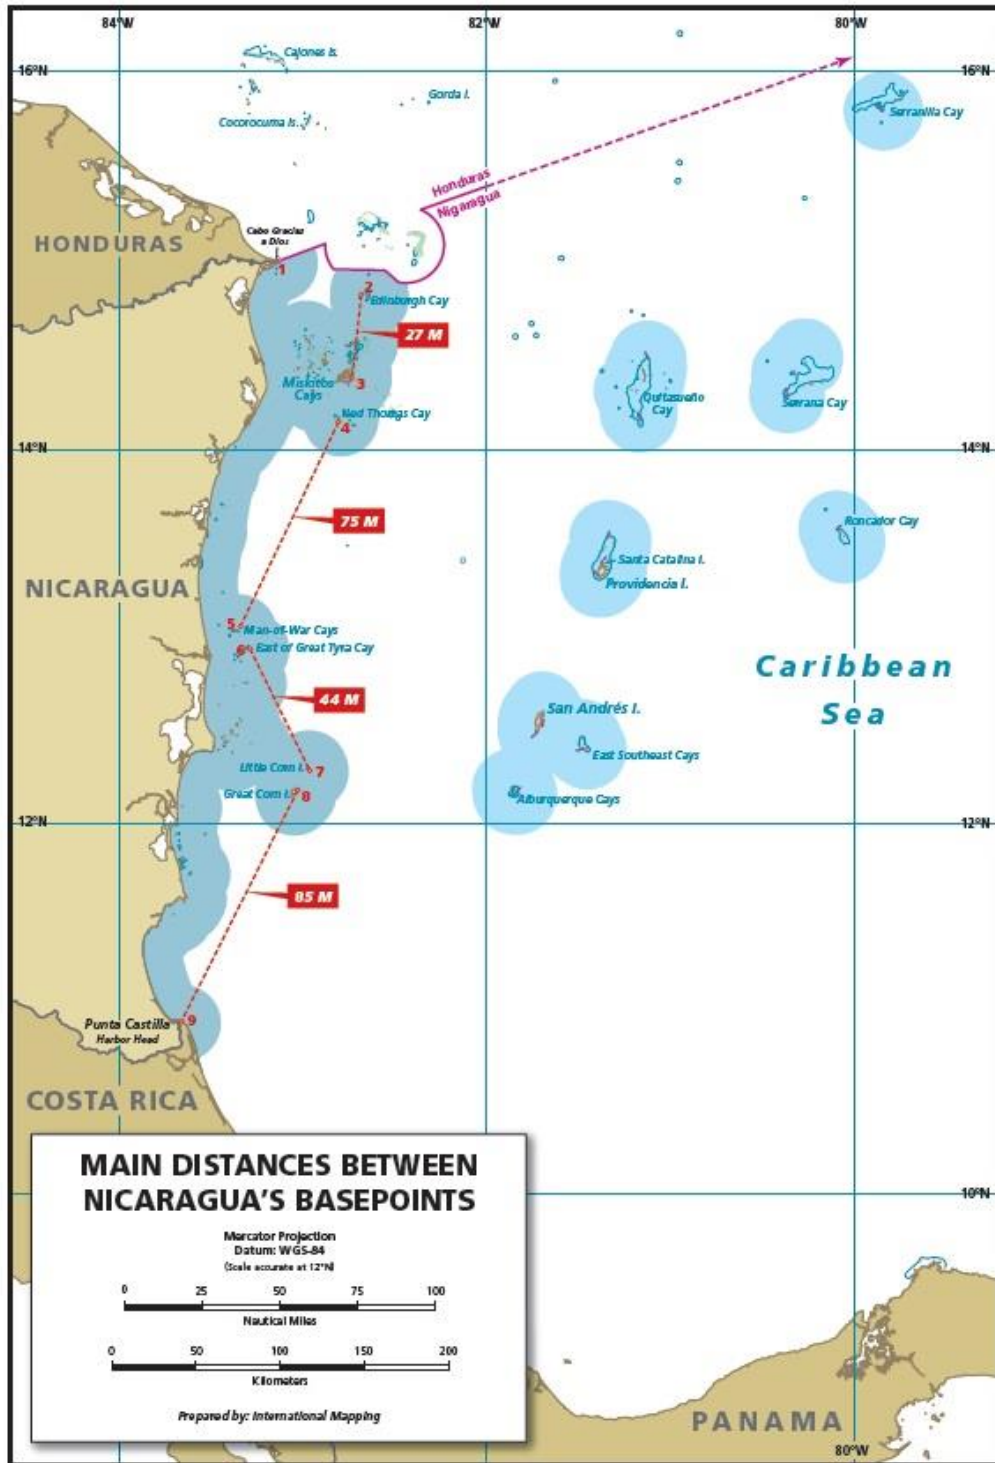 84°W
82°W
80°W
Cajones Is.
16°N
16°N
Gorda I.
Serranilla Cay
Cocorocuma Is.
Honduras
Nigaragua
HONDURAS
Cabo Gracias
a Dios
1
2
Edinburgh Cay
27 M
Miskitos
Cays
3
Quitasueño
Cay
Serrana Cay
Ned Thomas Cay
4
14°N
14°N
75 M
Roncador Cay
Santa Catalina I.
Providencia I.
NICARAGUA
5
Man-of-War Cays
6
East of Great Tyra Cay
Caribbean
Sea
44 M
San Andrés I.
East Southeast Cays
Little Corn I.
7
Great Corn I.
8
Alburquerque Cays
12°N
12°N
85 M
9
Punta Castilla
Harbor Head
COSTA RICA
MAIN DISTANCES BETWEEN
NICARAGUA'S BASEPOINTS
10°N
Mercator Projection
Datum: WGS-84
(Scale accurate at 12°N)
0 25 50 75 100
Nautical Miles
0 50 100 150 200
Kilometers
Prepared by: International Mapping
PANAMA
80°W